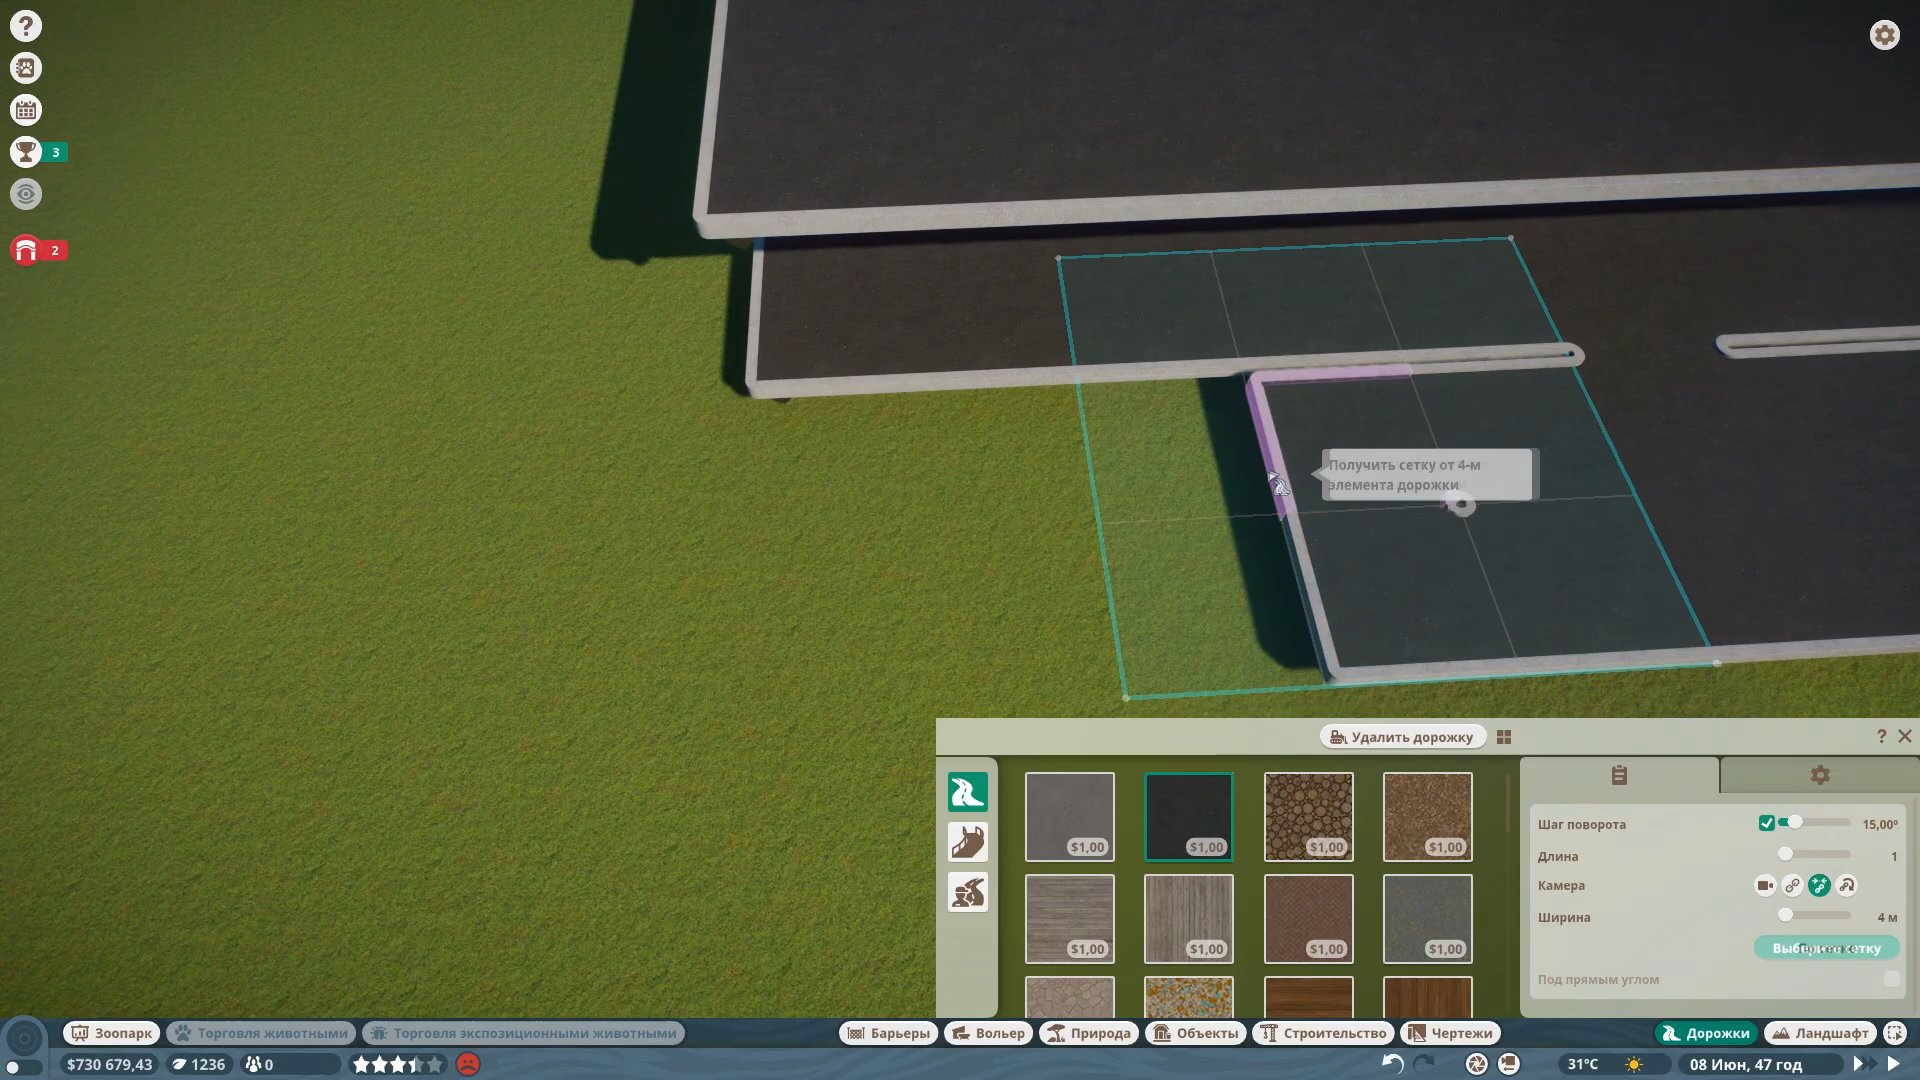 ?
3
2
Получить сетку от 4-м
элемента дорожки
Удалить дорожку
?
$1,00
$1,00
$1,00
$1,00
$1,00
$1,00
$1,00
$1,00
Шаг поворота
15,00º
Длина
1
Камера
Ширина
4 м
сетку
Под прямым углом
Зоопарк
Торговля животными
Торговля экспозиционными животными
Барьеры
Вольер
Природа
Объекты
Строительство
Чертежи
Дорожки
Ландшафт
$730 679,43
1236
0
31°C
08 Июн, 47 год